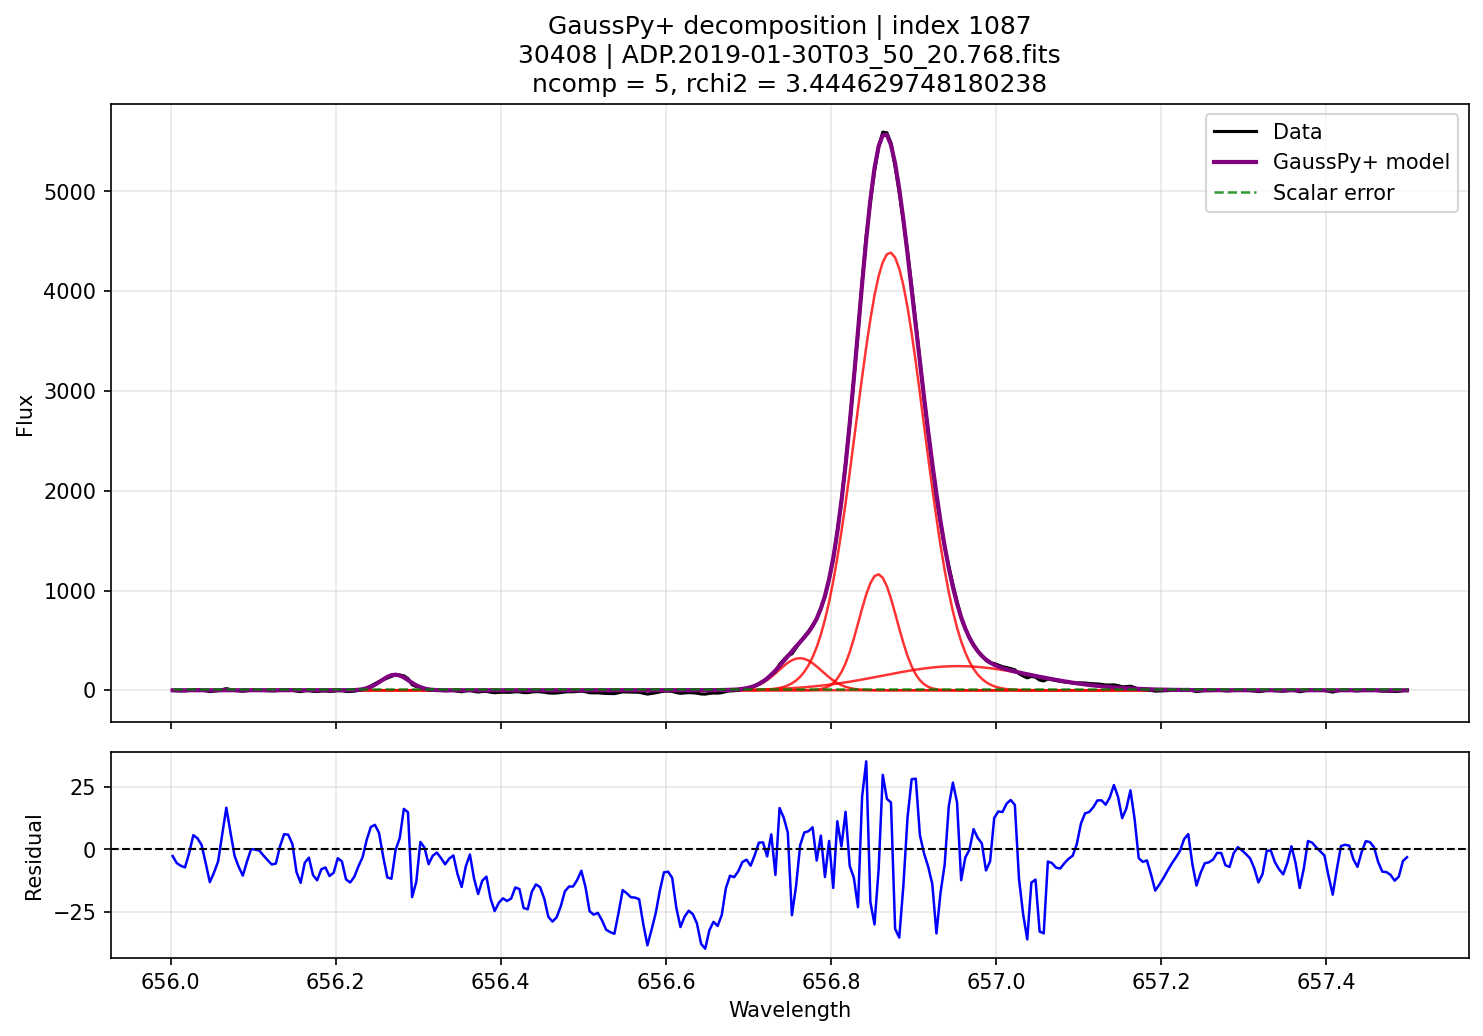 GaussPy+ decomposition | index 1087
30408 | ADP.2019-01-30T03_50_20.768.fits
ncomp = 5, rchi2 = 3.444629748180238
Data
GaussPy+ model
Scalar error
Flux
5000
4000
3000
2000
1000
0
Residual
25
0
−25
656.0 656.2 656.4 656.6 656.8 657.0 657.2 657.4
Wavelength